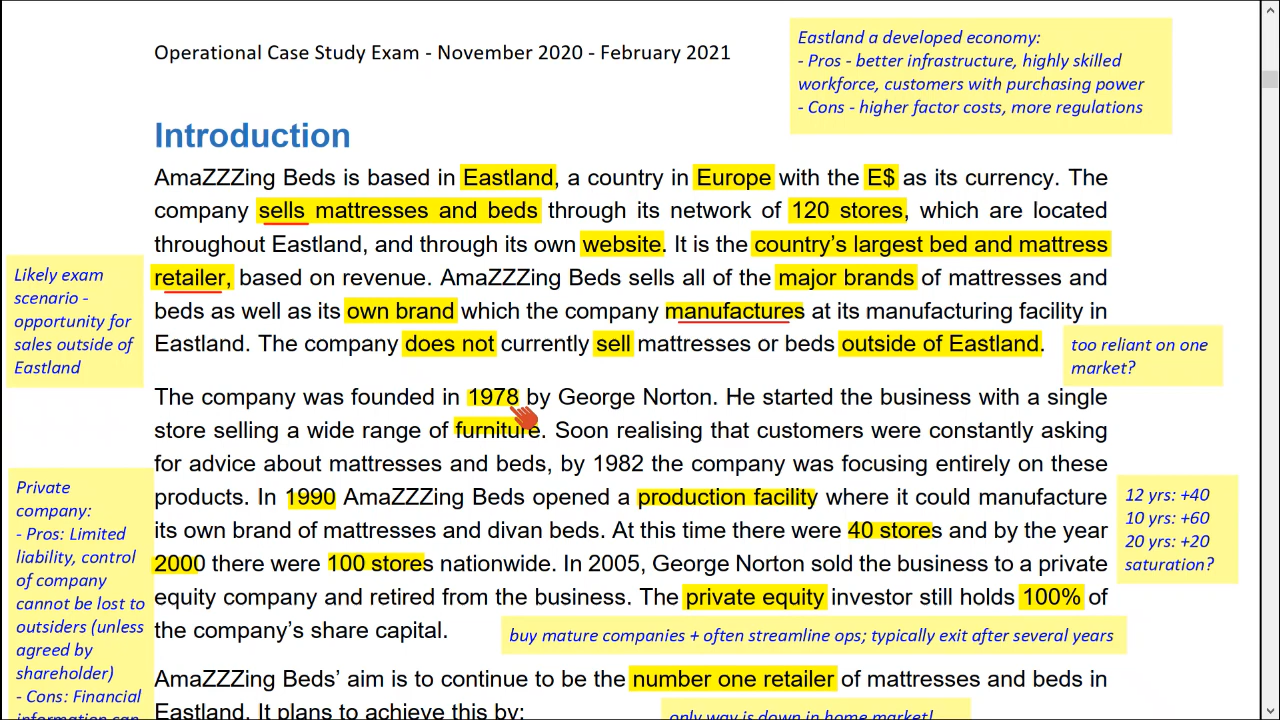 Operational Case Study Exam - November 2020 - February 2021
Eastland a developed economy:
- Pros - better infrastructure, highly skilled
workforce, customers with purchasing power
- Cons - higher factor costs, more regulations
Introduction
AmaZZZing Beds is based in Eastland, a country in Europe with the E$ as its currency. The
company sells mattresses and beds through its network of 120 stores, which are located
throughout Eastland, and through its own website. It is the country's largest bed and mattress
retailer, based on revenue. AmaZZZing Beds sells all of the major brands of mattresses and
beds as well as its own brand which the company manufactures at its manufacturing facility in
Eastland. The company does not currently sell mattresses or beds outside of Eastland.
Likely exam
scenario -
opportunity for
sales outside of
Eastland
too reliant on one
market?
The company was founded in 1978 by George Norton. He started the business with a single
store selling a wide range of furniture. Soon realising that customers were constantly asking
for advice about mattresses and beds, by 1982 the company was focusing entirely on these
products. In 1990 AmaZZZing Beds opened a production facility where it could manufacture
its own brand of mattresses and divan beds. At this time there were 40 stores and by the year
2000 there were 100 stores nationwide. In 2005, George Norton sold the business to a private
equity company and retired from the business. The private equity investor still holds 100% of
the company's share capital.
Private
company:
- Pros: Limited
liability, control
of company
cannot be lost to
outsiders (unless
agreed by
shareholder)
- Cons: Financial
information can
12 yrs: +40
10 yrs: +60
20 yrs: +20
saturation?
buy mature companies + often streamline ops; typically exit after several years
AmaZZZing Beds' aim is to continue to be the number one retailer of mattresses and beds in
Eastland. It plans to achieve this by:
only way is down in home market!